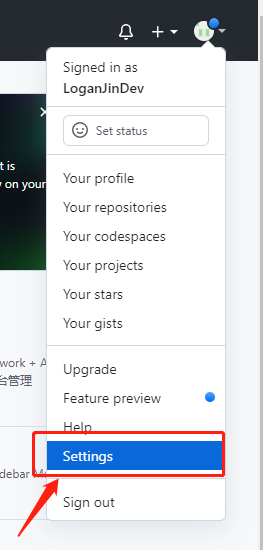 Signed in as
LoganJinDev
t is
Set status
w on your
Your profile
Your repositories
Your codespaces
Your projects
Your stars
Your gists
work + A
Upgrade
台管理
Feature preview
Help
Settings
debar Me
Sign out